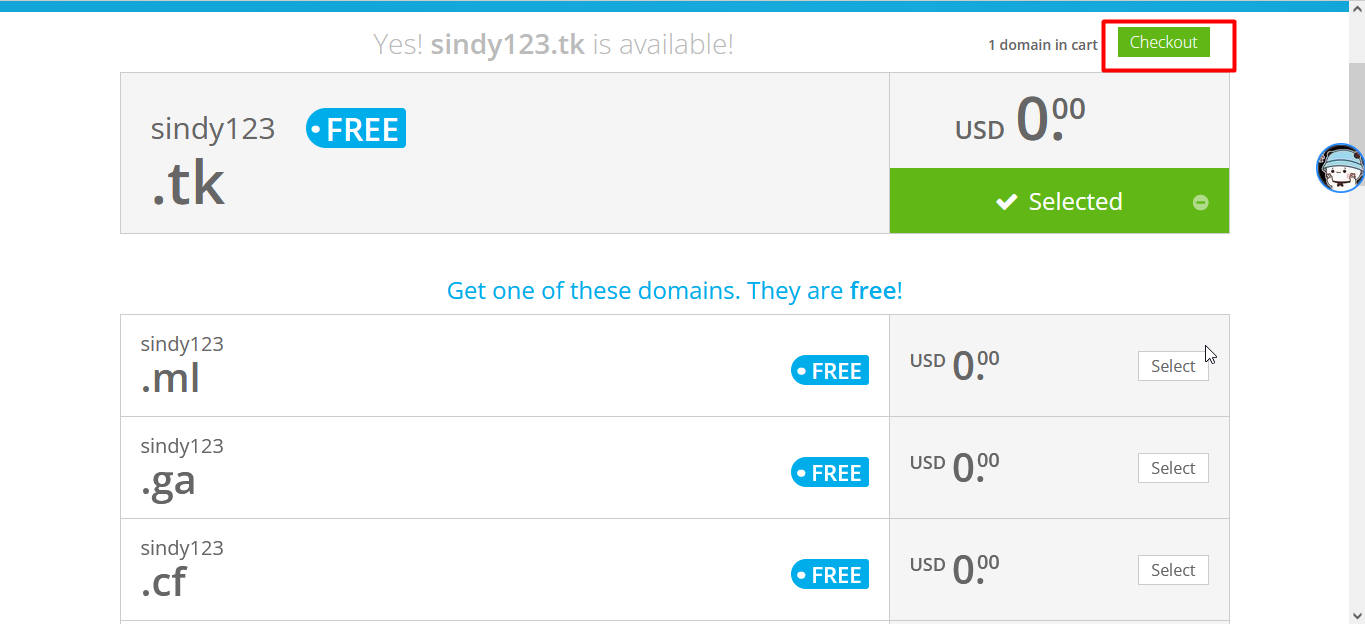 Yes! sindy123.tk is available!
1 domain in cart Checkout
sindy123 FREE
.tk
USD 0.00
Selected
Get one of these domains. They are free!
sindy123
.ml
FREE
USD 0.00
Select
sindy123
.ga
FREE
USD 0.00
Select
sindy123
.cf
FREE
USD 0.00
Select